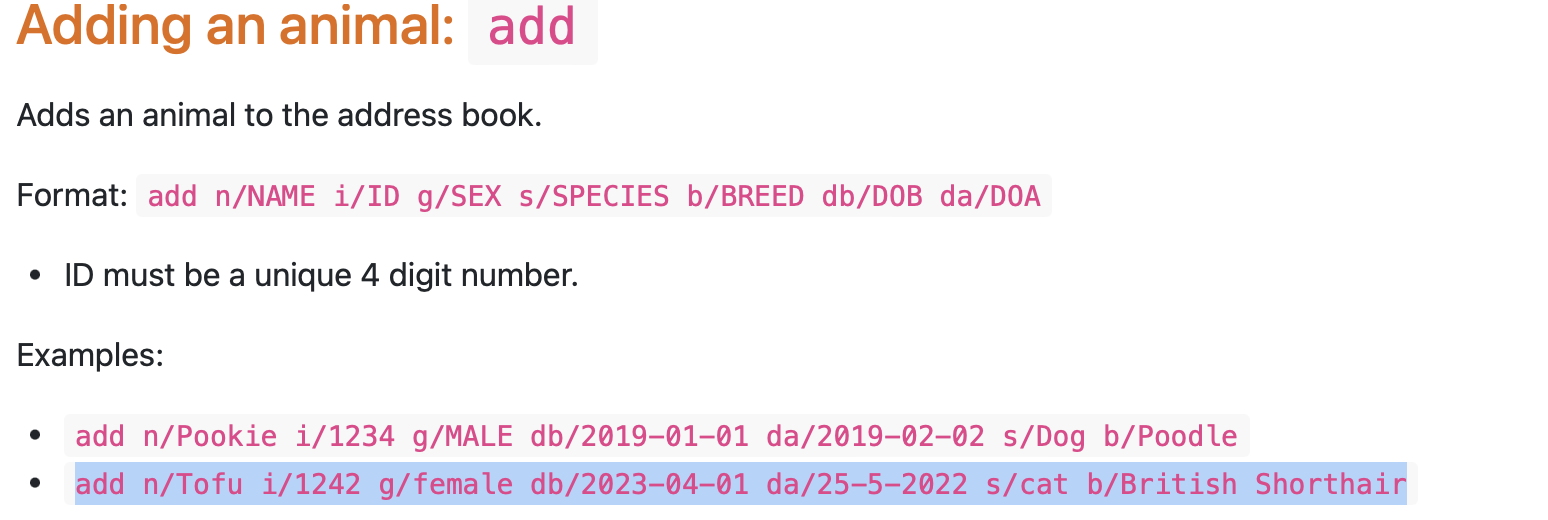 Adding an animal: add
Adds an animal to the address book.
Format: add n/NAME i/ID g/SEX s/SPECIES b/BREED db/DOB da/DOA
• ID must be a unique 4 digit number.
Examples:
• add n/Pookie i/1234 g/MALE db/2019-01-01 da/2019-02-02 s/Dog b/Poodle
• add n/Tofu i/1242 g/female db/2023-04-01 da/25-5-2022 s/cat b/British Shorthair